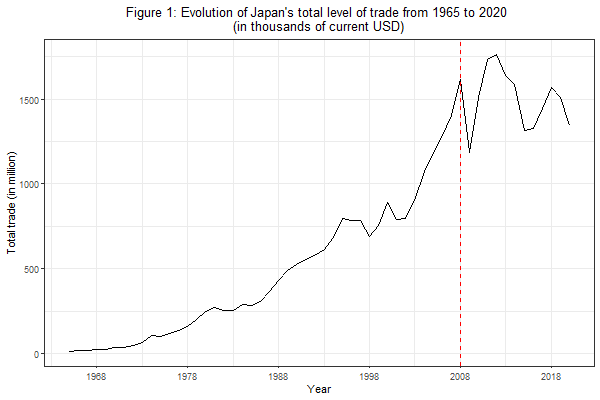 Figure 1: Evolution of Japan's total level of trade from 1965 to 2020
(in thousands of current USD)
Total trade (in million)
1500
1000
500
0
1968 1978 1988 1998 2008 2018
Year